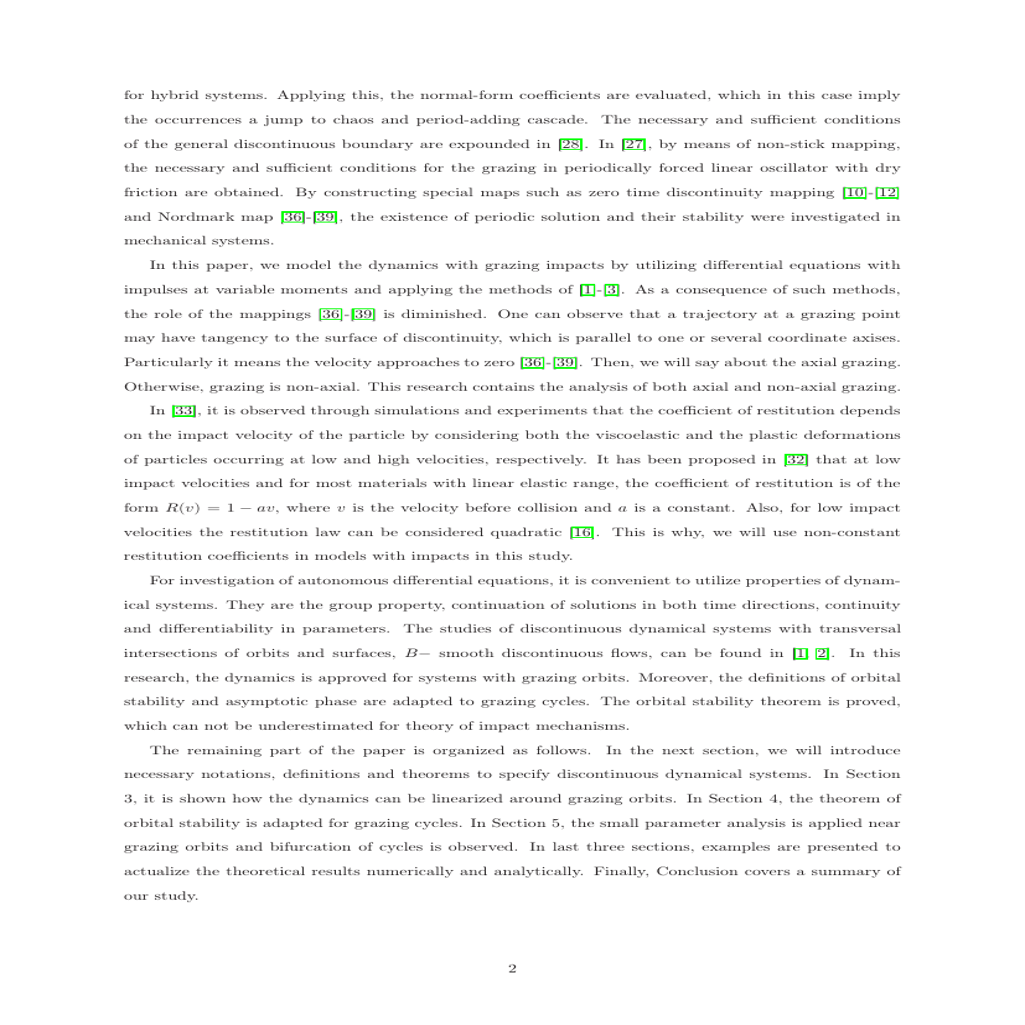 for hybrid systems. Applying this, the normal-form coefficients are evaluated, which in this case imply
the occurrences a jump to chaos and period-adding cascade. The necessary and sufficient conditions
of the general discontinuous boundary are expounded in [28]. In [27], by means of non-stick mapping,
the necessary and sufficient conditions for the grazing in periodically forced linear oscillator with dry
friction are obtained. By constructing special maps such as zero time discontinuity mapping [10]-[12]
and Nordmark map [36]-[39], the existence of periodic solution and their stability were investigated in
mechanical systems.
In this paper, we model the dynamics with grazing impacts by utilizing differential equations with
impulses at variable moments and applying the methods of [1]-[3]. As a consequence of such methods,
the role of the mappings [36]-[39] is diminished. One can observe that a trajectory at a grazing point
may have tangency to the surface of discontinuity, which is parallel to one or several coordinate axises.
Particularly it means the velocity approaches to zero [36]-[39]. Then, we will say about the axial grazing.
Otherwise, grazing is non-axial. This research contains the analysis of both axial and non-axial grazing.
In [33], it is observed through simulations and experiments that the coefficient of restitution depends
on the impact velocity of the particle by considering both the viscoelastic and the plastic deformations
of particles occurring at low and high velocities, respectively. It has been proposed in [32] that at low
impact velocities and for most materials with linear elastic range, the coefficient of restitution is of the
form R(v) = 1 − av, where v is the velocity before collision and a is a constant. Also, for low impact
velocities the restitution law can be considered quadratic [16]. This is why, we will use non-constant
restitution coefficients in models with impacts in this study.
For investigation of autonomous differential equations, it is convenient to utilize properties of dynam-
ical systems. They are the group property, continuation of solutions in both time directions, continuity
and differentiability in parameters. The studies of discontinuous dynamical systems with transversal
intersections of orbits and surfaces, B− smooth discontinuous flows, can be found in [1, 2]. In this
research, the dynamics is approved for systems with grazing orbits. Moreover, the definitions of orbital
stability and asymptotic phase are adapted to grazing cycles. The orbital stability theorem is proved,
which can not be underestimated for theory of impact mechanisms.
The remaining part of the paper is organized as follows. In the next section, we will introduce
necessary notations, definitions and theorems to specify discontinuous dynamical systems. In Section
3, it is shown how the dynamics can be linearized around grazing orbits. In Section 4, the theorem of
orbital stability is adapted for grazing cycles. In Section 5, the small parameter analysis is applied near
grazing orbits and bifurcation of cycles is observed. In last three sections, examples are presented to
actualize the theoretical results numerically and analytically. Finally, Conclusion covers a summary of
our study.
2